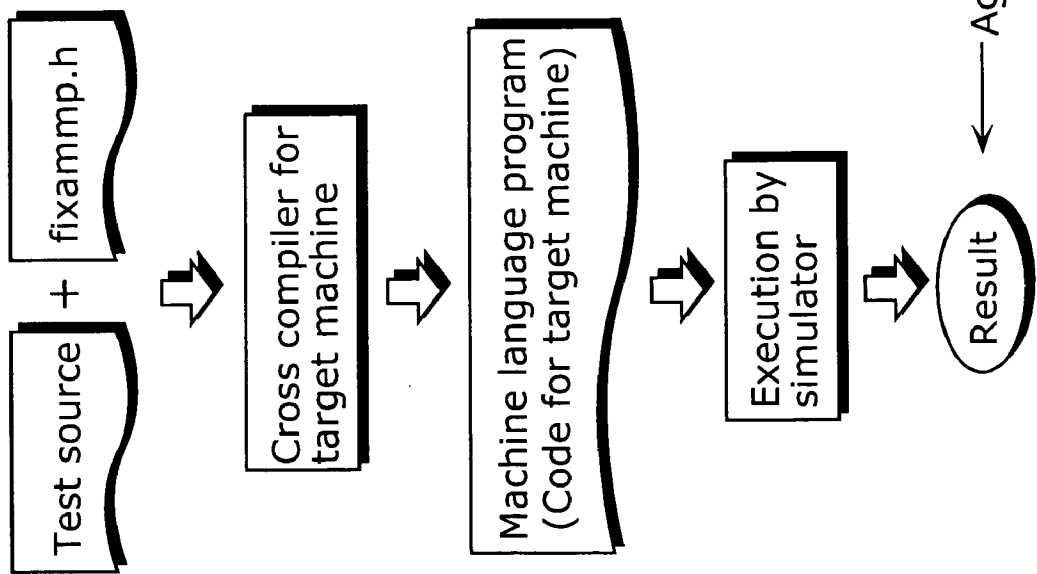 Test source
+
fixammp.h
Cross compiler for
target machine
Machine language program
(Code for target machine)
Execution by
simulator
Result